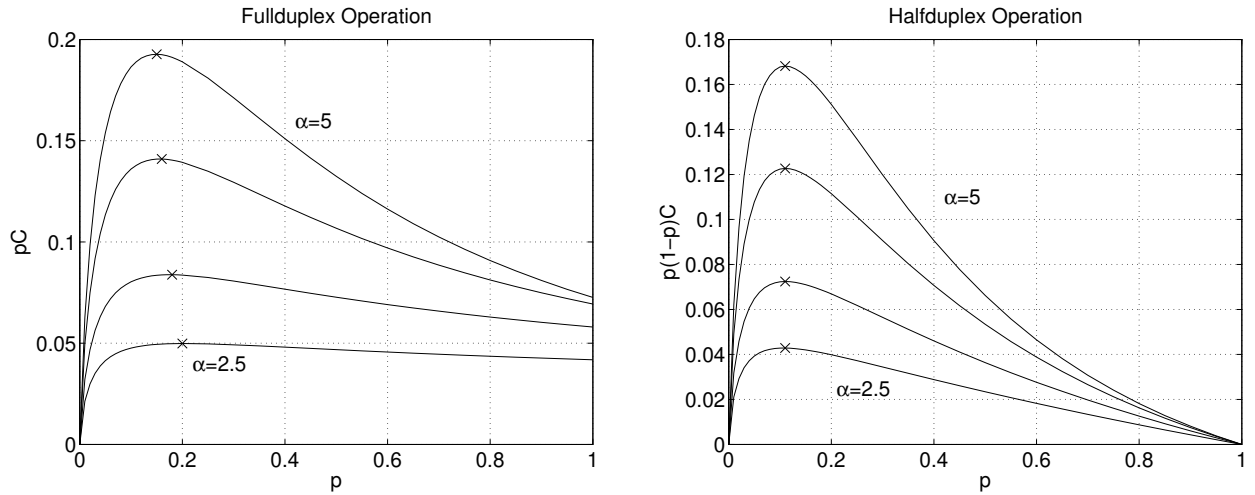 Fullduplex Operation
0.2
0.15
0.1
0.05
0
pC
α=5
α=2.5
0 0.2 0.4 0.6 0.8 1
p
Halfduplex Operation
0.18
0.16
0.14
0.12
0.1
0.08
0.06
0.04
0.02
0
p(1−p)C
α=5
α=2.5
0 0.2 0.4 0.6 0.8 1
p